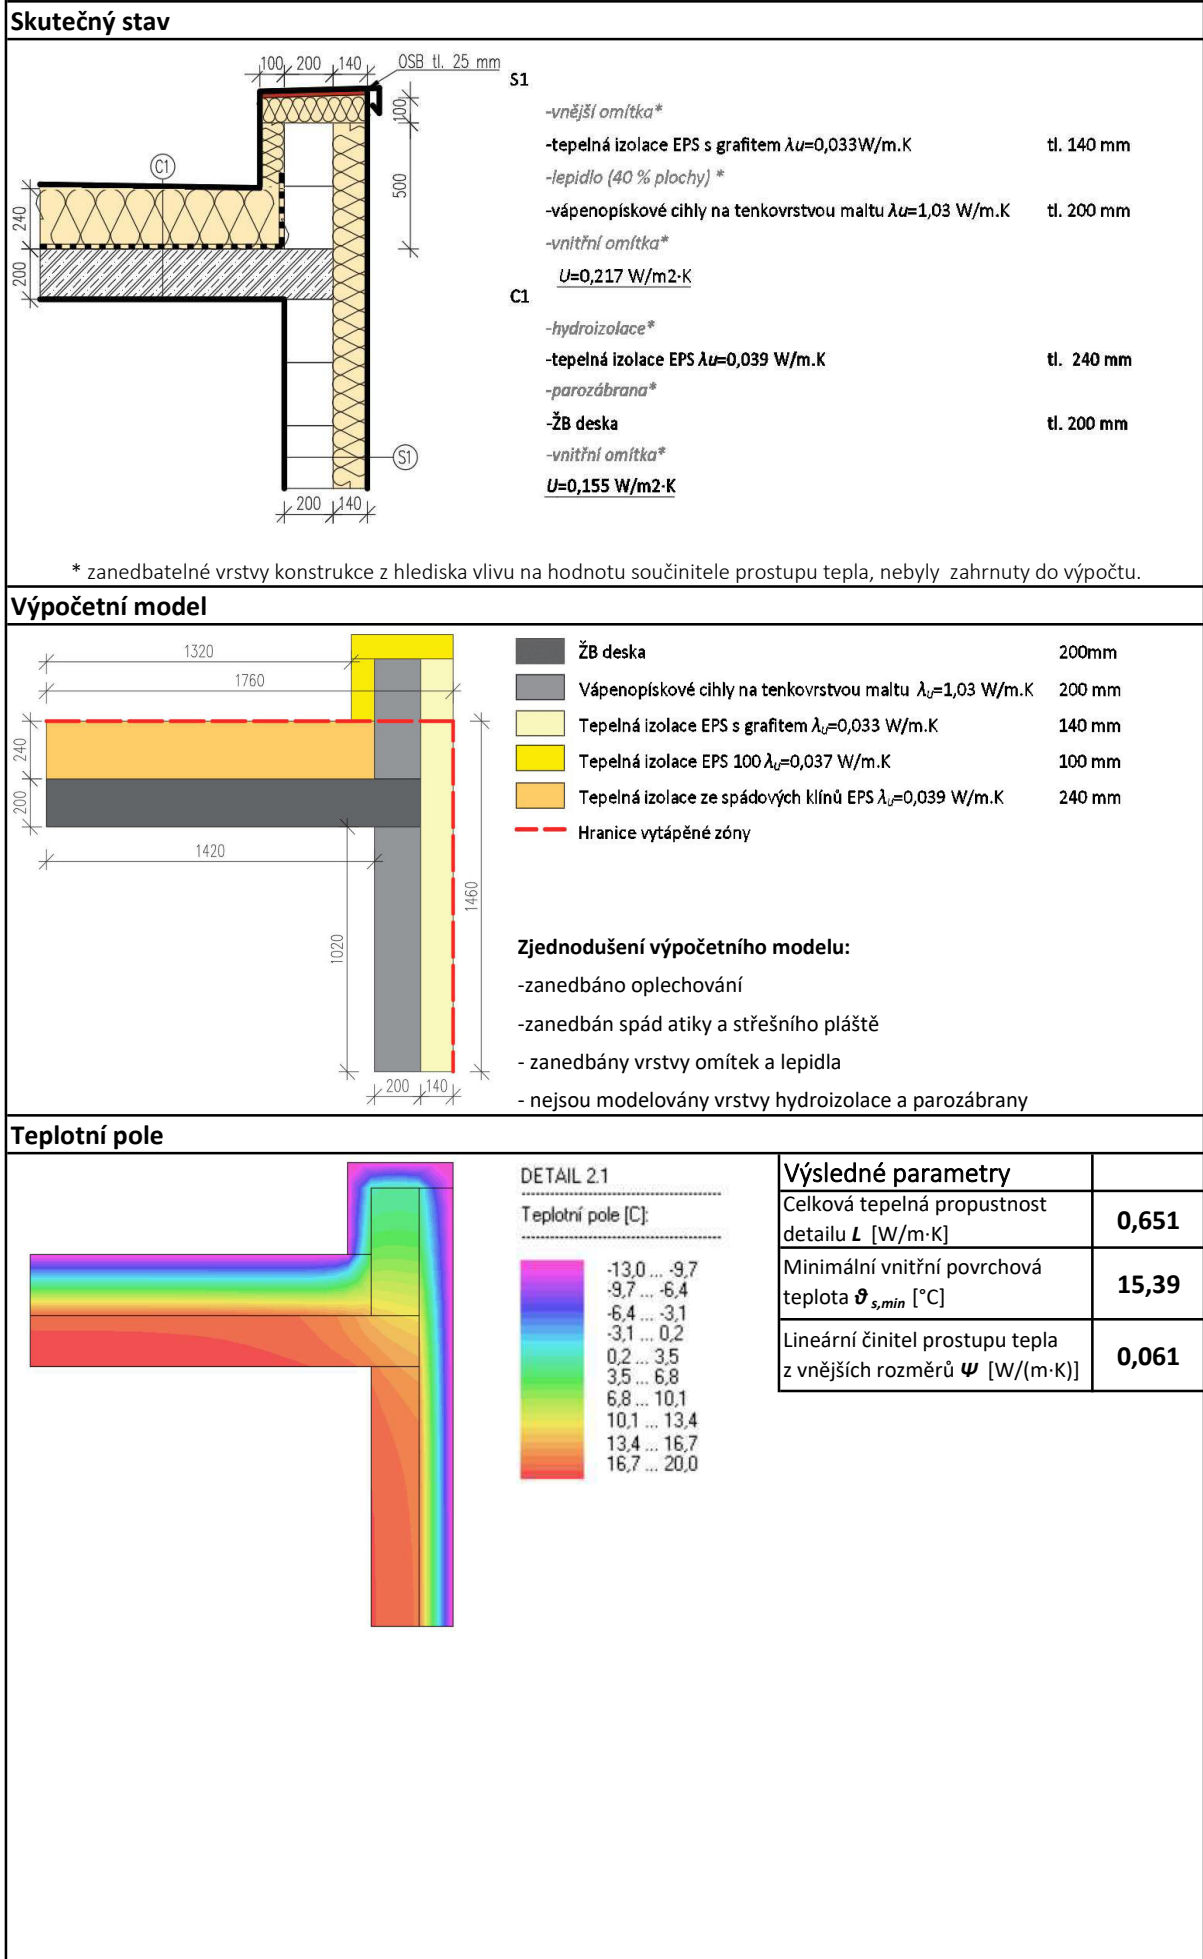 Skutečný stav
100 200 140
OSB tl. 25 mm
100
500
C1
240
200
S1
200 140
S1
-vnější omítka*
-tepelná izolace EPS s grafitem λu=0,033W/m.K tl. 140 mm
-lepidlo (40 % plochy) *
-vápenopískové cihly na tenkovrstvou maltu λu=1,03 W/m.K tl. 200 mm
-vnitřní omítka*
U=0,217 W/m2·K
C1
-hydroizolace*
-tepelná izolace EPS λu=0,039 W/m.K tl. 240 mm
-parozábrana*
-ŽB deska tl. 200 mm
-vnitřní omítka*
U=0,155 W/m2·K
* zanedbatelné vrstvy konstrukce z hlediska vlivu na hodnotu součinitele prostupu tepla, nebyly zahrnuty do výpočtu.
Výpočetní model
1320
1760
240
200
1420
1020
1460
200 140
ŽB deska 200mm
Vápenopískové cihly na tenkovrstvou maltu λu=1,03 W/m.K 200 mm
Tepelná izolace EPS s grafitem λu=0,033 W/m.K 140 mm
Tepelná izolace EPS 100 λu=0,037 W/m.K 100 mm
Tepelná izolace ze spádových klínů EPS λu=0,039 W/m.K 240 mm
Hranice vytápěné zóny
Zjednodušení výpočetního modelu:
-zanedbáno oplechování
-zanedbán spád atiky a střešního pláště
- zanedbány vrstvy omítek a lepidla
- nejsou modelovány vrstvy hydroizolace a parozábrany
Teplotní pole
DETAIL 2.1
Teplotní pole [C]:
-13,0 ... -9,7
-9,7 ... -6,4
-6,4 ... -3,1
-3,1 ... 0,2
0,2 ... 3,5
3,5 ... 6,8
6,8 ... 10,1
10,1 ... 13,4
13,4 ... 16,7
16,7 ... 20,0
Výsledné parametry
Celková tepelná propustnost
detailu L [W/m·K] 0,651
Minimální vnitřní povrchová
teplota ϑ s,min [°C] 15,39
Lineární činitel prostupu tepla
z vnějších rozměrů Ψ [W/(m·K)] 0,061